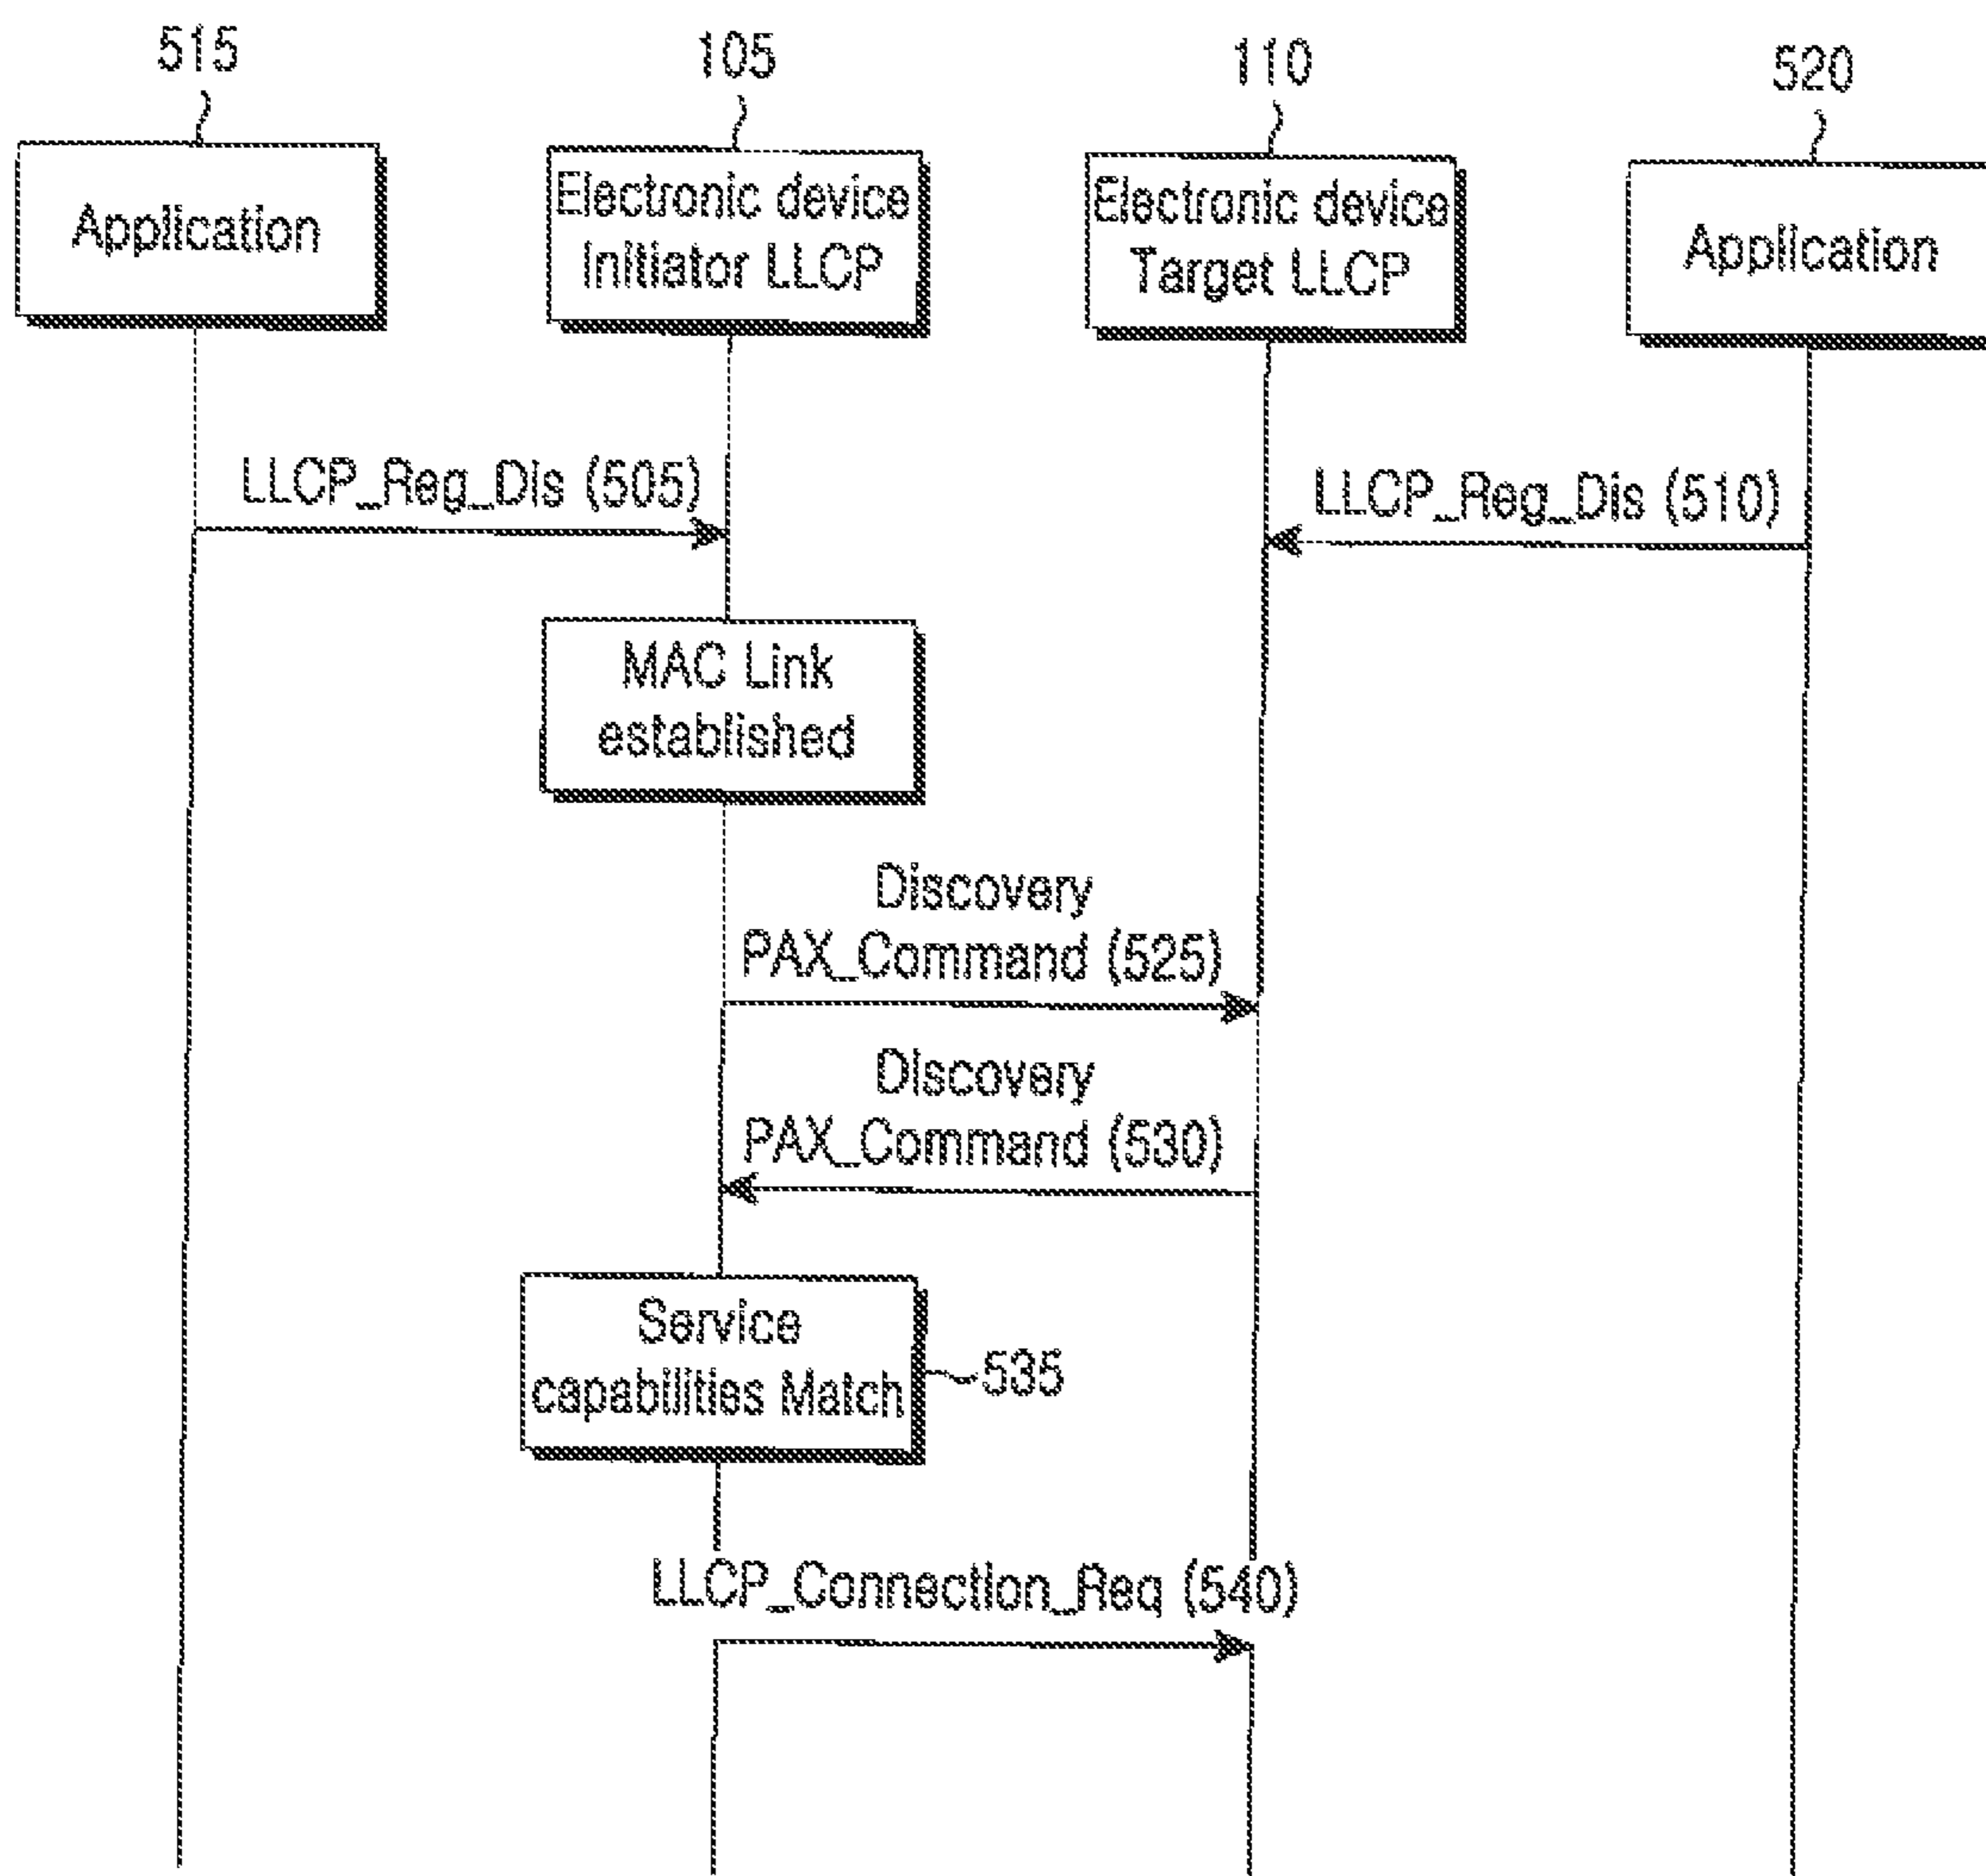 515
105
110
520
Application
Electronic device
Initiator LLCP
Electronic device
Target LLCP
Application
LLCP_Reg_Dis (505)
LLCP_Reg_Dis (510)
MAC Link
established
Discovery
PAX_Command (525)
Discovery
PAX_Command (530)
Service
capabilities Match
535
LLCP_Connection_Req (540)